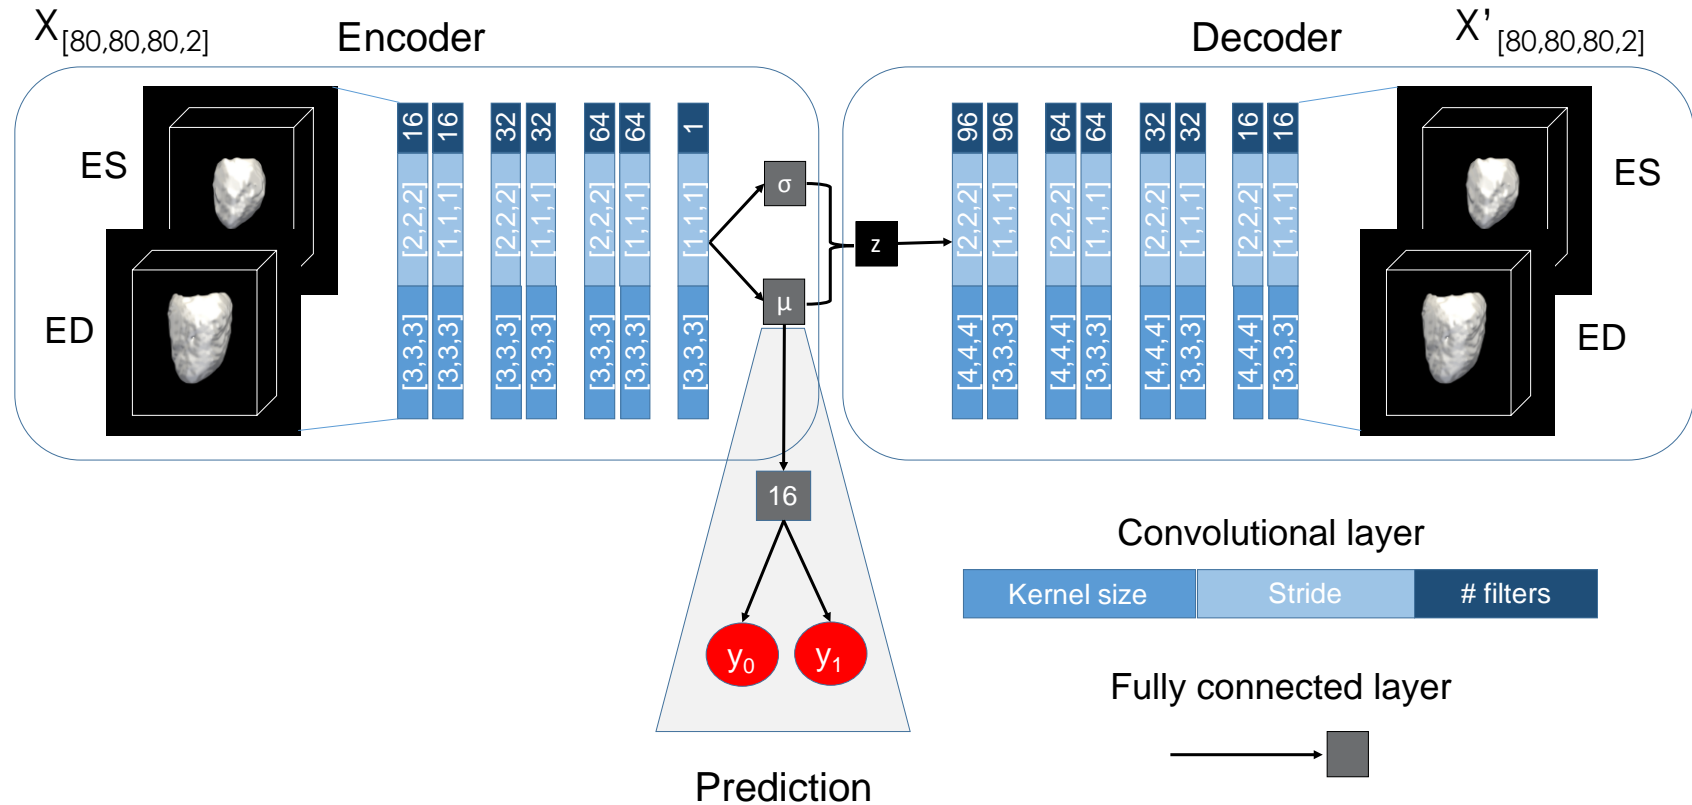 X[80,80,80,2]
Encoder
Decoder
X'[80,80,80,2]
ES
ED
16 [2,2,2] [3,3,3]
16 [1,1,1] [3,3,3]
32 [2,2,2] [3,3,3]
32 [1,1,1] [3,3,3]
64 [2,2,2] [3,3,3]
64 [1,1,1] [3,3,3]
1 [1,1,1] [3,3,3]
σ
μ
z
96 [2,2,2] [4,4,4]
96 [1,1,1] [3,3,3]
64 [2,2,2] [4,4,4]
64 [1,1,1] [3,3,3]
32 [2,2,2] [4,4,4]
32 [1,1,1] [3,3,3]
16 [2,2,2] [4,4,4]
16 [1,1,1] [3,3,3]
ES
ED
16
y0
y1
Prediction
Convolutional layer
Kernel size
Stride
# filters
Fully connected layer